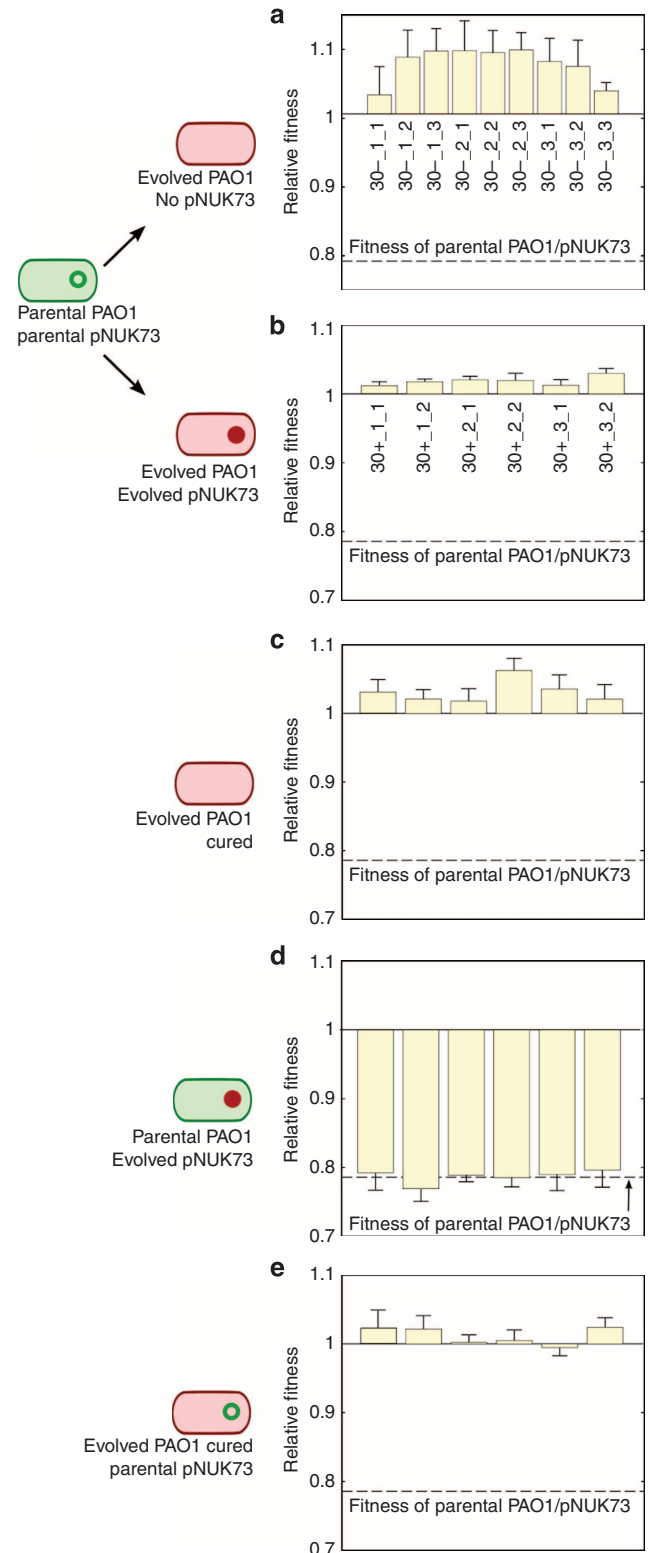 a
1.1
1
0.9
0.8
Relative fitness
30–_1_1
30–_1_2
30–_1_3
30–_2_1
30–_2_2
30–_2_3
30–_3_1
30–_3_2
30–_3_3
Fitness of parental PAO1/pNUK73
Evolved PAO1
No pNUK73
Parental PAO1
parental pNUK73
Evolved PAO1
Evolved pNUK73
b
1.1
1
0.9
0.8
0.7
Relative fitness
30+_1_1
30+_1_2
30+_2_1
30+_2_2
30+_3_1
30+_3_2
Fitness of parental PAO1/pNUK73
c
1.1
1
0.9
0.8
0.7
Relative fitness
Fitness of parental PAO1/pNUK73
Evolved PAO1
cured
d
1.1
1
0.9
0.8
0.7
Relative fitness
Fitness of parental PAO1/pNUK73
Parental PAO1
Evolved pNUK73
e
1.1
1
0.9
0.8
0.7
Relative fitness
Fitness of parental PAO1/pNUK73
Evolved PAO1 cured
parental pNUK73